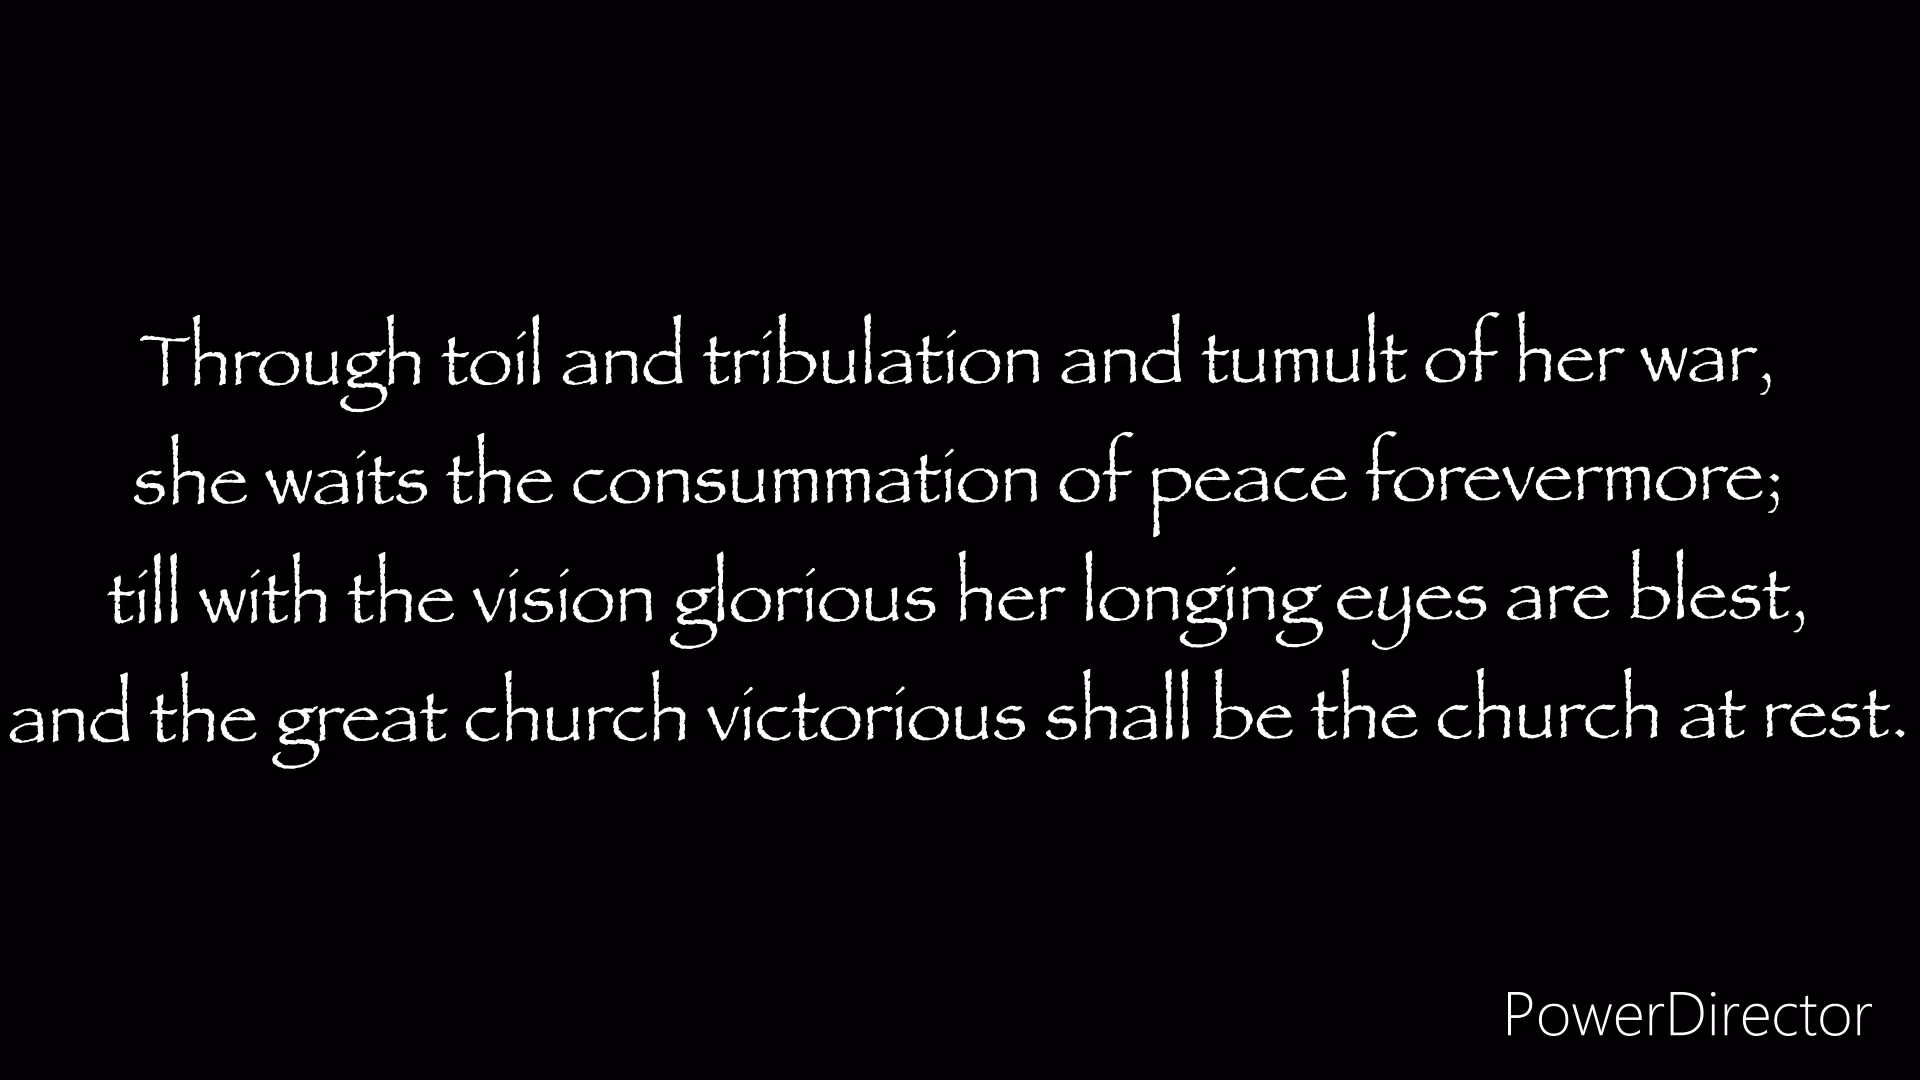 Through toil and tribulation and tumult of her war,
she waits the consummation of peace forevermore;
till with the vision glorious her longing eyes are blest,
and the great church victorious shall be the church at rest.
PowerDirector